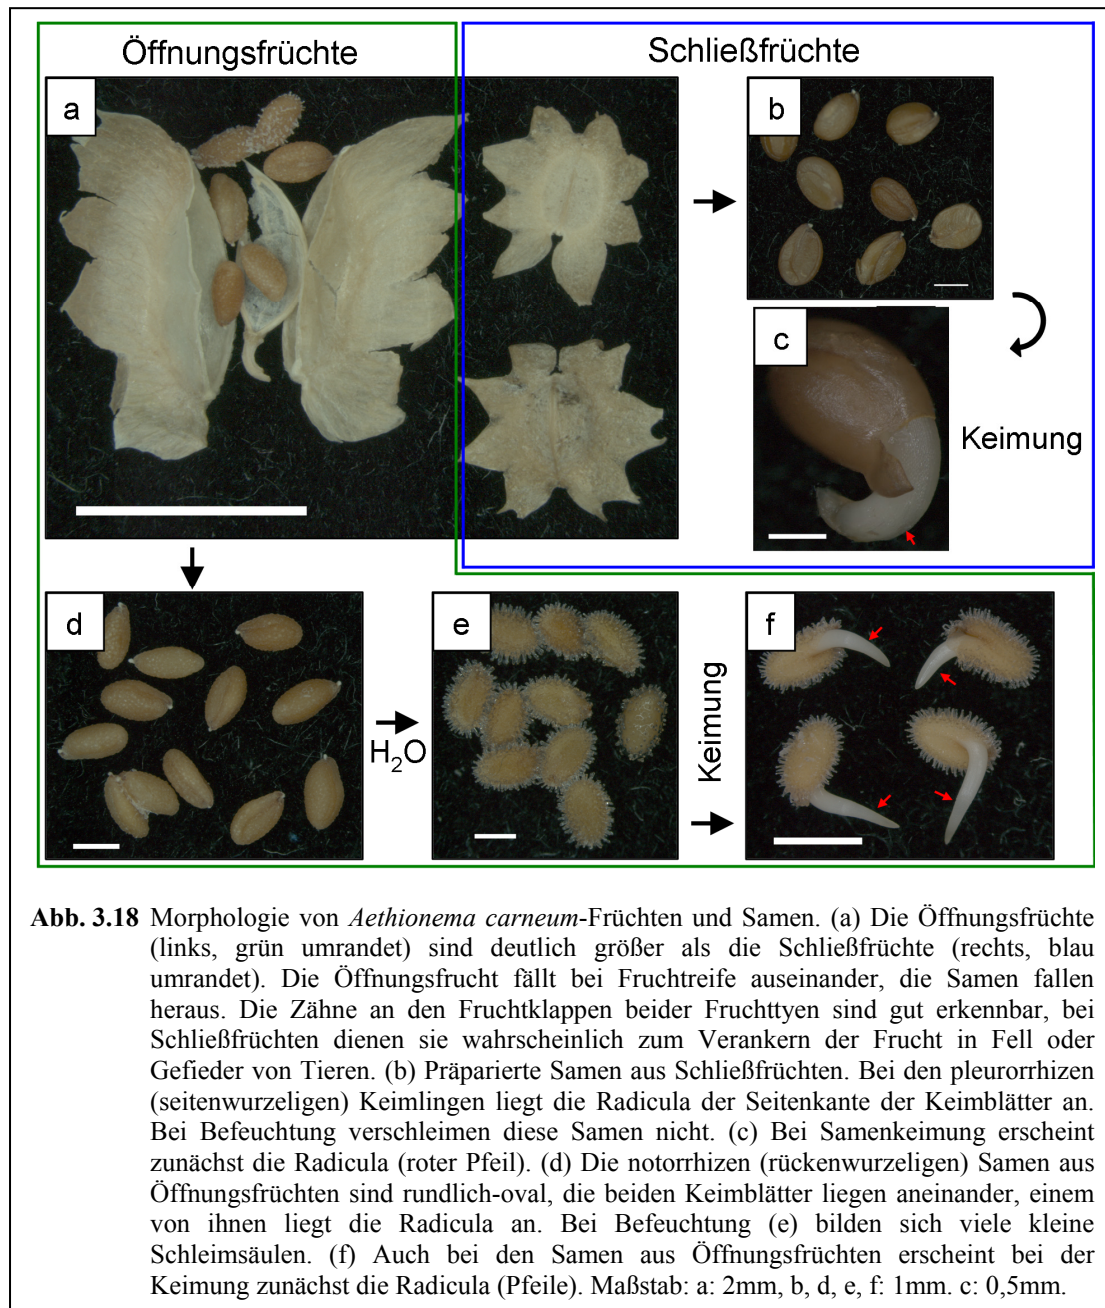 Öffnungsfrüchte
Schließfrüchte
a
b
c
Keimung
d
H₂O
e
Keimung
f
Abb. 3.18 Morphologie von Aethionema carneum-Früchten und Samen. (a) Die Öffnungsfrüchte
(links, grün umrandet) sind deutlich größer als die Schließfrüchte (rechts, blau
umrandet). Die Öffnungsfrucht fällt bei Fruchtreife auseinander, die Samen fallen
heraus. Die Zähne an den Fruchtklappen beider Fruchttyen sind gut erkennbar, bei
Schließfrüchten dienen sie wahrscheinlich zum Verankern der Frucht in Fell oder
Gefieder von Tieren. (b) Präparierte Samen aus Schließfrüchten. Bei den pleurorrhizen
(seitenwurzeligen) Keimlingen liegt die Radicula der Seitenkante der Keimblätter an.
Bei Befeuchtung verschleimen diese Samen nicht. (c) Bei Samenkeimung erscheint
zunächst die Radicula (roter Pfeil). (d) Die notorrhizen (rückenwurzeligen) Samen aus
Öffnungsfrüchten sind rundlich-oval, die beiden Keimblätter liegen aneinander, einem
von ihnen liegt die Radicula an. Bei Befeuchtung (e) bilden sich viele kleine
Schleimsäulen. (f) Auch bei den Samen aus Öffnungsfrüchten erscheint bei der
Keimung zunächst die Radicula (Pfeile). Maßstab: a: 2mm, b, d, e, f: 1mm. c: 0,5mm.